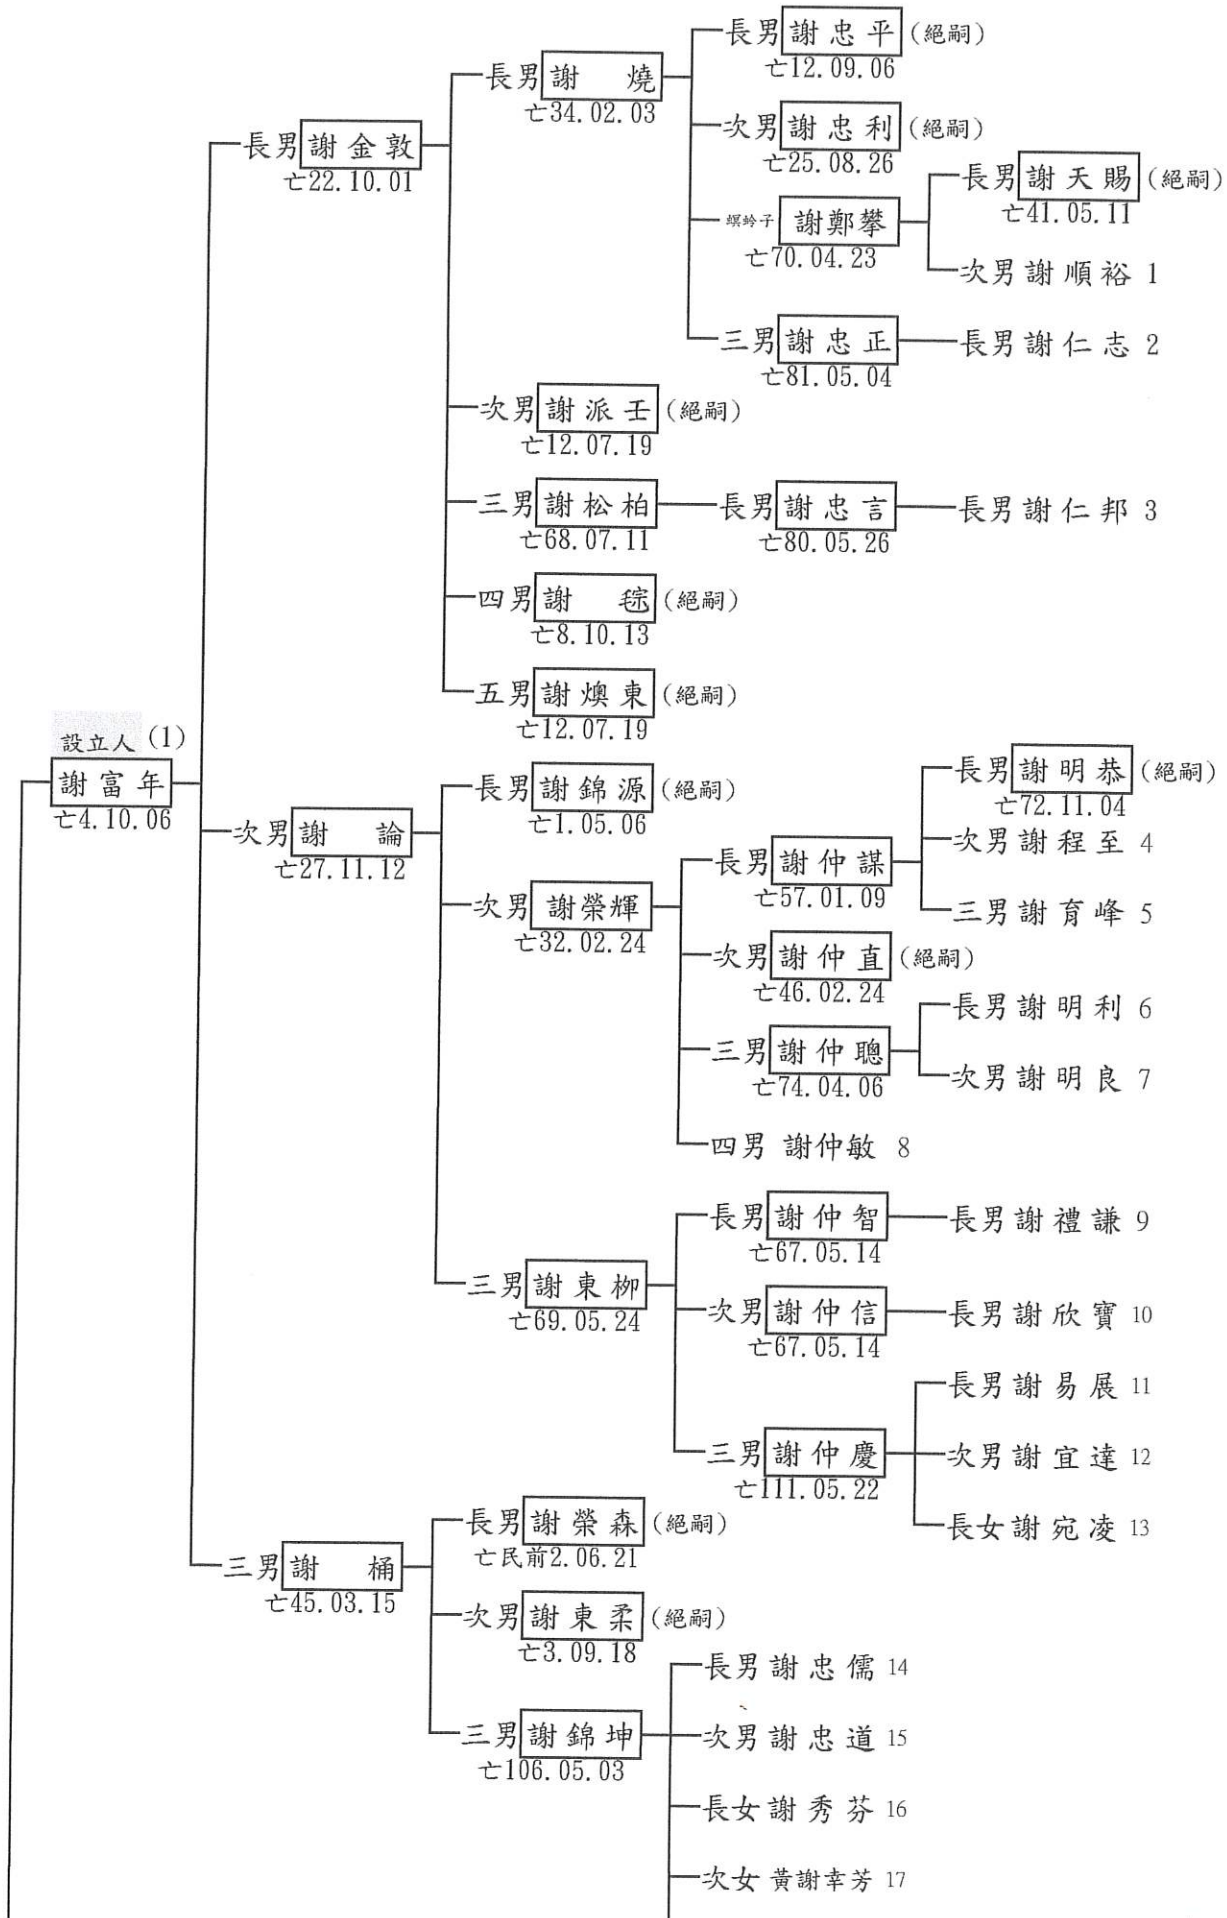 長男 謝忠平 (絕嗣)
亡12.09.06
長男 謝燒
亡34.02.03
次男 謝忠利 (絕嗣)
亡25.08.26
長男 謝金敦
亡22.10.01
長男 謝天賜 (絕嗣)
亡41.05.11
螟蛉子 謝鄭攀
亡70.04.23
次男 謝順裕 1
三男 謝忠正
亡81.05.04
長男 謝仁志 2
次男 謝派壬 (絕嗣)
亡12.07.19
三男 謝松柏
亡68.07.11
長男 謝忠言
亡80.05.26
長男 謝仁邦 3
四男 謝 (絕嗣)
亡8.10.13
五男 謝燠東 (絕嗣)
亡12.07.19
設立人 (1)
謝富年
亡4.10.06
長男 謝錦源 (絕嗣)
亡1.05.06
長男 謝明恭 (絕嗣)
亡72.11.04
次男 謝論
亡27.11.12
次男 謝程至 4
長男 謝仲謀
亡57.01.09
次男 謝榮輝
亡32.02.24
三男 謝育峰 5
次男 謝仲直 (絕嗣)
亡46.02.24
長男 謝明利 6
三男 謝仲聰
亡74.04.06
次男 謝明良 7
四男 謝仲敏 8
長男 謝仲智
亡67.05.14
長男 謝禮謙 9
三男 謝東柳
亡69.05.24
次男 謝仲信
亡67.05.14
長男 謝欣寶 10
長男 謝易展 11
三男 謝仲慶
亡111.05.22
次男 謝宜達 12
長女 謝宛凌 13
長男 謝榮森 (絕嗣)
亡民前2.06.21
三男 謝桶
亡45.03.15
次男 謝東柔 (絕嗣)
亡3.09.18
長男 謝忠儒 14
三男 謝錦坤
亡106.05.03
次男 謝忠道 15
長女 謝秀芬 16
次女 黃謝幸芳 17